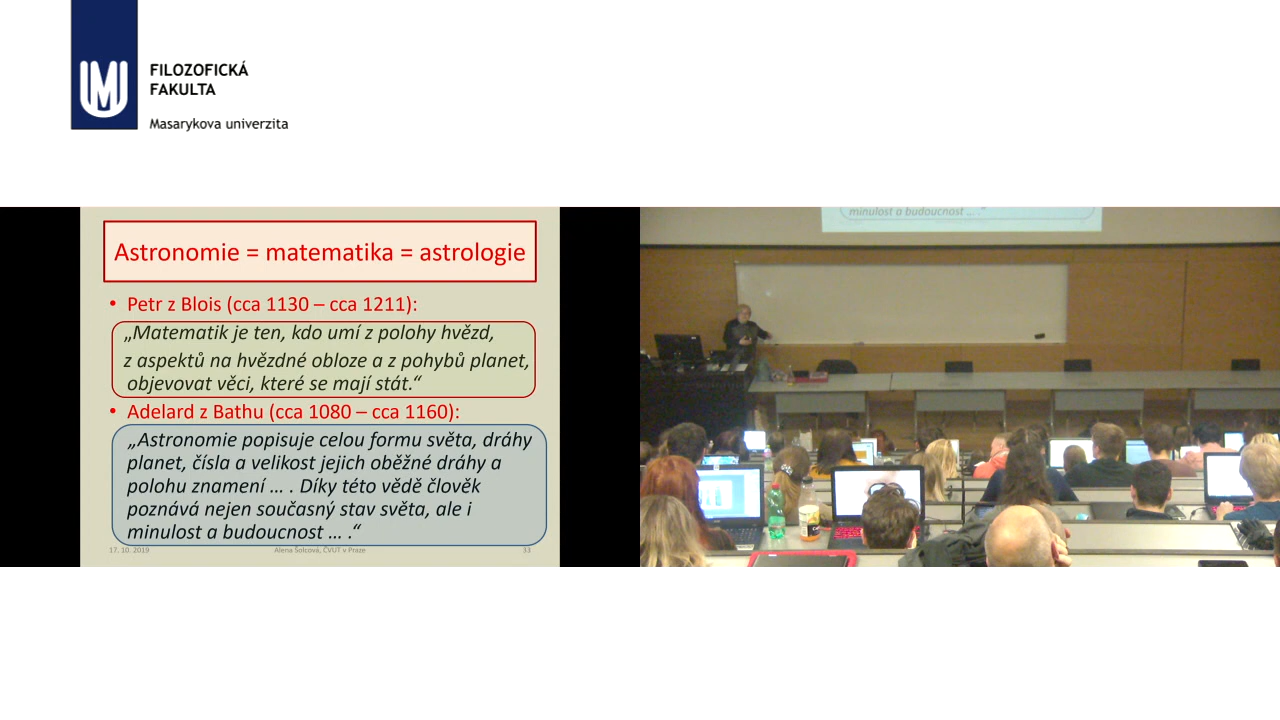 FILOZOFICKÁ
FAKULTA
Masarykova univerzita
Astronomie = matematika = astrologie
• Petr z Blois (cca 1130 – cca 1211):
„Matematik je ten, kdo umí z polohy hvězd,
z aspektů na hvězdné obloze a z pohybů planet,
objevovat věci, které se mají stát.“
• Adelard z Bathu (cca 1080 – cca 1160):
„Astronomie popisuje celou formu světa, dráhy
planet, čísla a velikost jejich oběžné dráhy a
polohu znamení … . Díky této vědě člověk
poznává nejen současný stav světa, ale i
minulost a budoucnost … .“
17. 10. 2019 Alena Šolcová, ČVUT v Praze 33
minulost a budoucnost … .